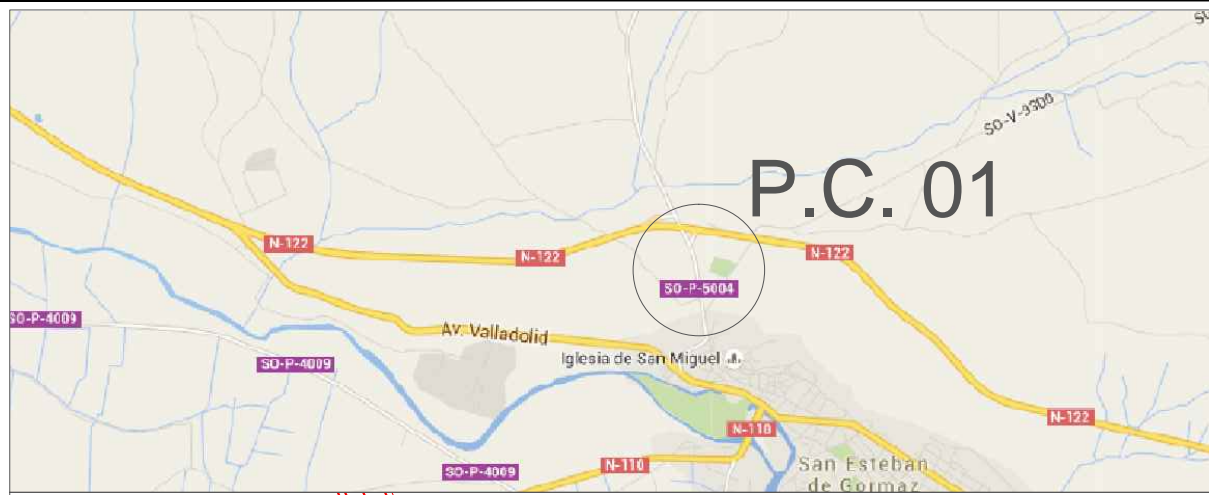 SO-V-9300
P.C. 01
N-122
N-122
N-122
SO-P-5004
SO-P-4009
Av. Valladolid
Iglesia de San Miguel
SO-P-4009
N-122
N-110
N-110
SO-P-4009
San Esteban
de Gormaz